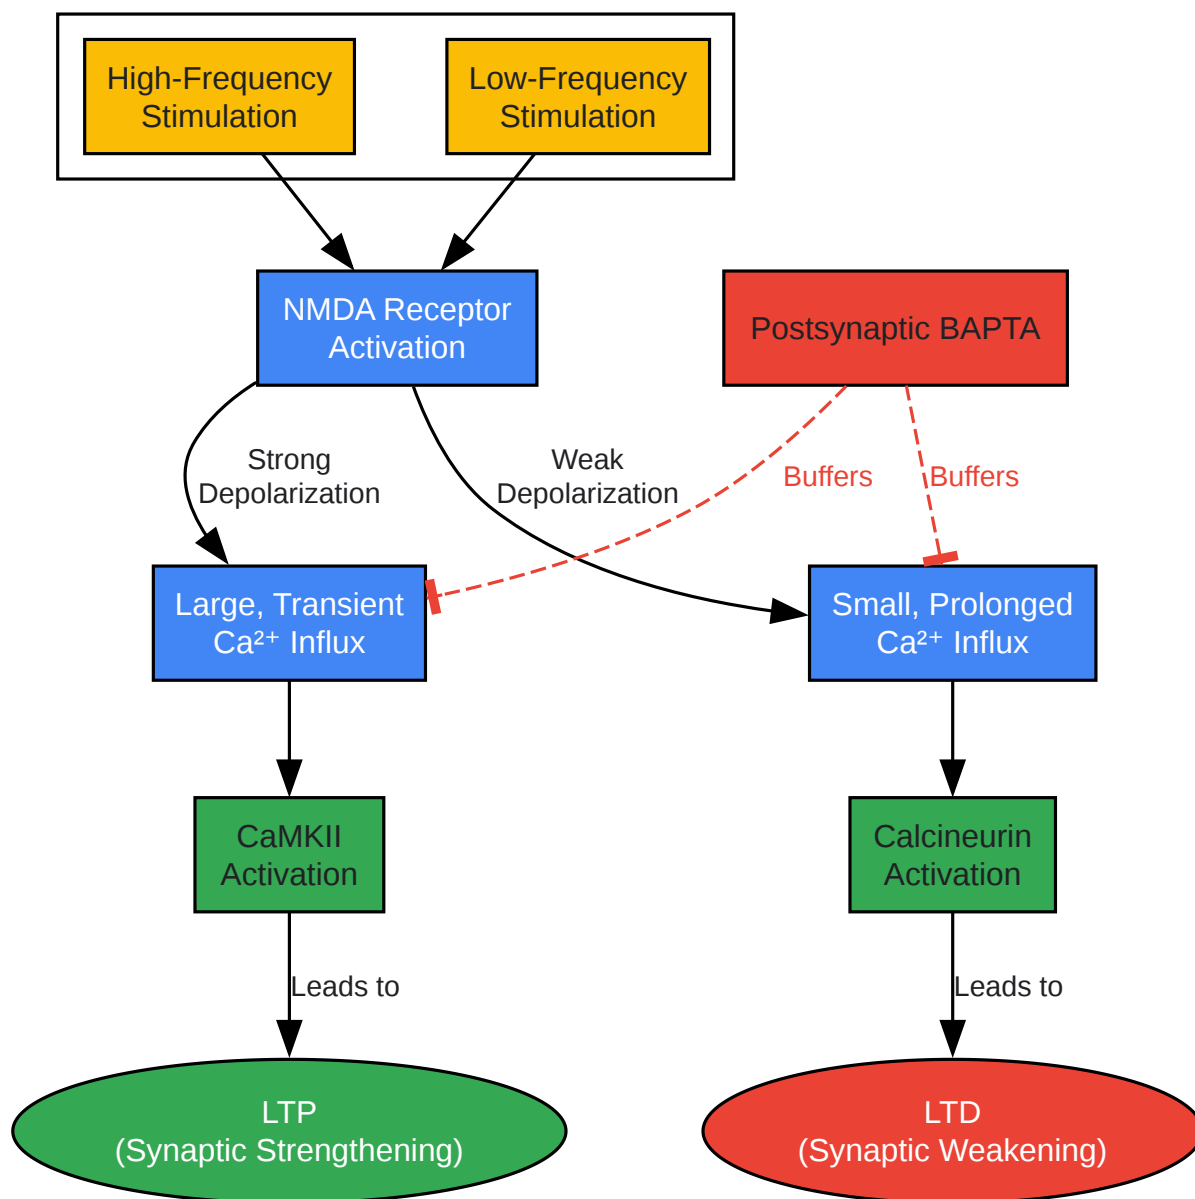 High-Frequency
Stimulation
Low-Frequency
Stimulation
NMDA Receptor
Activation
Postsynaptic BAPTA
Strong
Depolarization
Weak
Depolarization
Buffers
Buffers
Large, Transient
Ca²⁺ Influx
Small, Prolonged
Ca²⁺ Influx
CaMKII
Activation
Calcineurin
Activation
Leads to
Leads to
LTP
(Synaptic Strengthening)
LTD
(Synaptic Weakening)